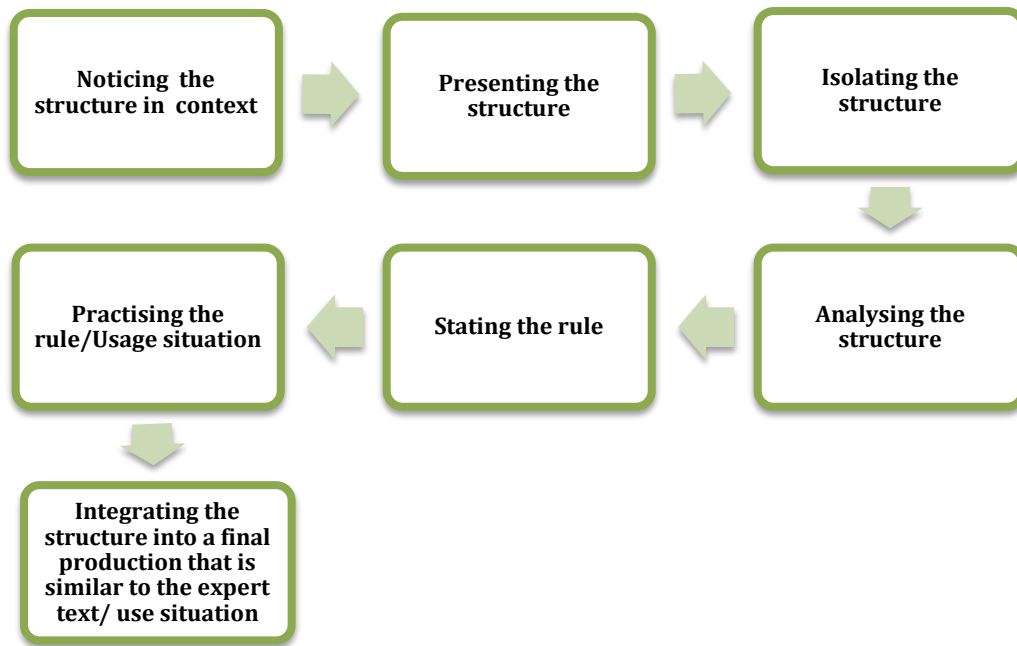 Noticing the
structure in context
Presenting the
structure
Isolating the
structure
Analysing the
structure
Stating the rule
Practising the
rule/Usage situation
Integrating the
structure into a final
production that is
similar to the expert
text/ use situation